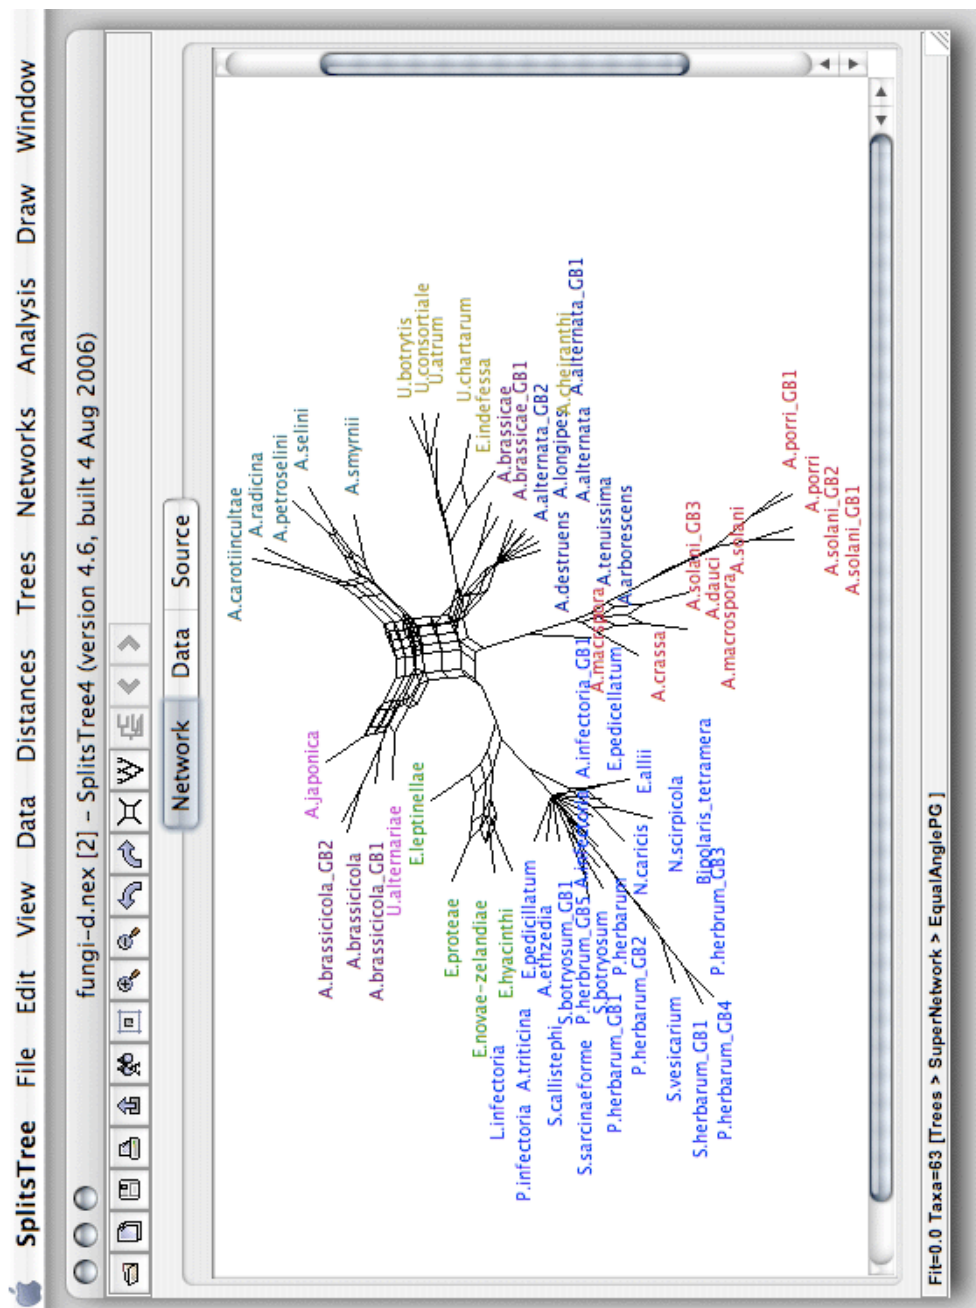 SplitsTree File Edit View Data Distances Trees Networks Analysis Draw Window
fungi-d.nex [2] – SplitsTree4 (version 4.6, built 4 Aug 2006)
Network Data Source
A.carotiincultae
A.radicina
A.petroselini
A.selini
A.smyrnii
A.japonica
A.brassicicola_GB2
A.brassicicola
A.brassicicola_GB1
U.alternariae
E.leptinellae
U.botrytis
U.consortiale
U.atrum
U.chartarum
E.indefessa
A.brassicae
A.brassicae_GB1
A.alternata_GB2
A.destruens
A.longipes
A.cheiranthi
A.alternata
A.alternata_GB1
A.tenuissima
A.arborescens
E.proteae
E.novae-zelandiae
E.hyacinthi
L.infectoria
P.infectoria
A.triticina
E.pedicillatum
A.ethzedia
S.callistephi
S.botryosum_GB1
P.herbrum_GB5
A.infectoria
A.infectoria_GB1
S.sarcinaeforme
S.botryosum
P.herbarum_GB1
P.herbarum
E.pedicellatum
P.herbarum_GB2
N.caricis
E.allii
N.scirpicola
S.vesicarium
Bipolaris_tetramera
S.herbarum_GB1
P.herbrum_GB3
P.herbarum_GB4
A.macrspora
A.crassa
A.solani_GB3
A.dauci
A.macrospora
A.solani
A.porri_GB1
A.porri
A.solani_GB2
A.solani_GB1
Fit=0.0 Taxa=63 [Trees > SuperNetwork > EqualAnglePG ]